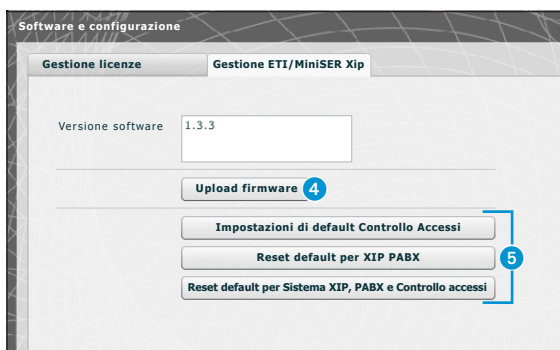 Software e configurazione
Gestione licenze
Gestione ETI/MiniSER Xip
Versione software
1.3.3
Upload firmware
4
Impostazioni di default Controllo Accessi
Reset default per XIP PABX
5
Reset default per Sistema XIP, PABX e Controllo accessi